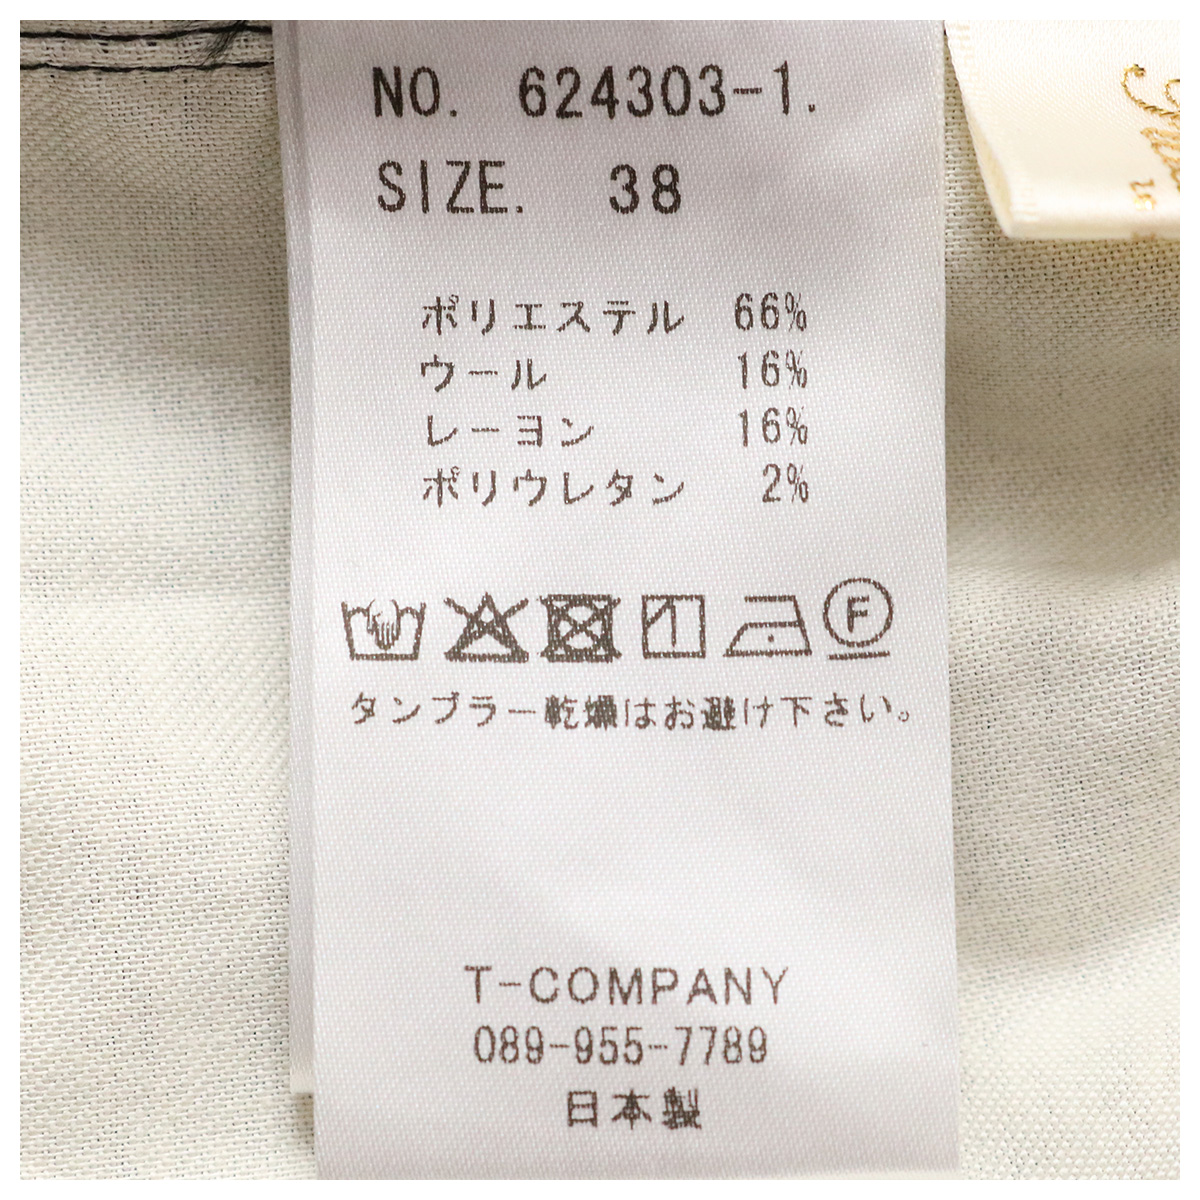 NO. 624303-1.
SIZE. 38
ポリエステル 66%
ウール 16%
レーヨン 16%
ポリウレタン 2%
F
タンブラー乾燥はお避け下さい。
T-COMPANY
089-955-7789
日本製